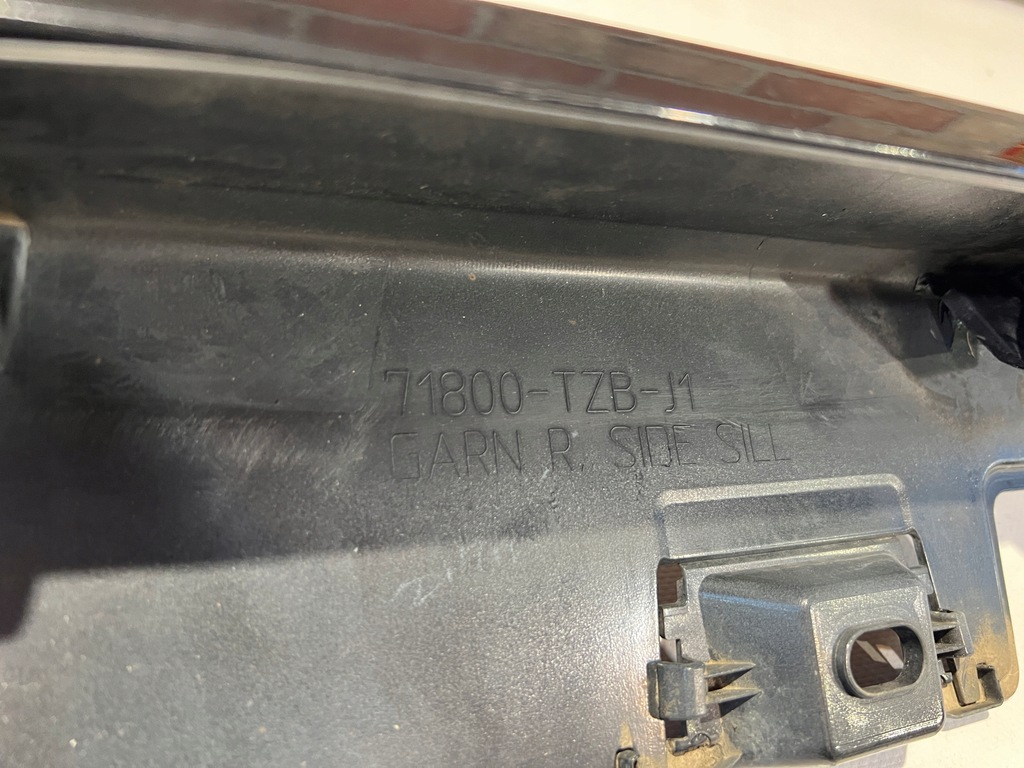 71800-TZB-J1
GARN R, SIDE SILL